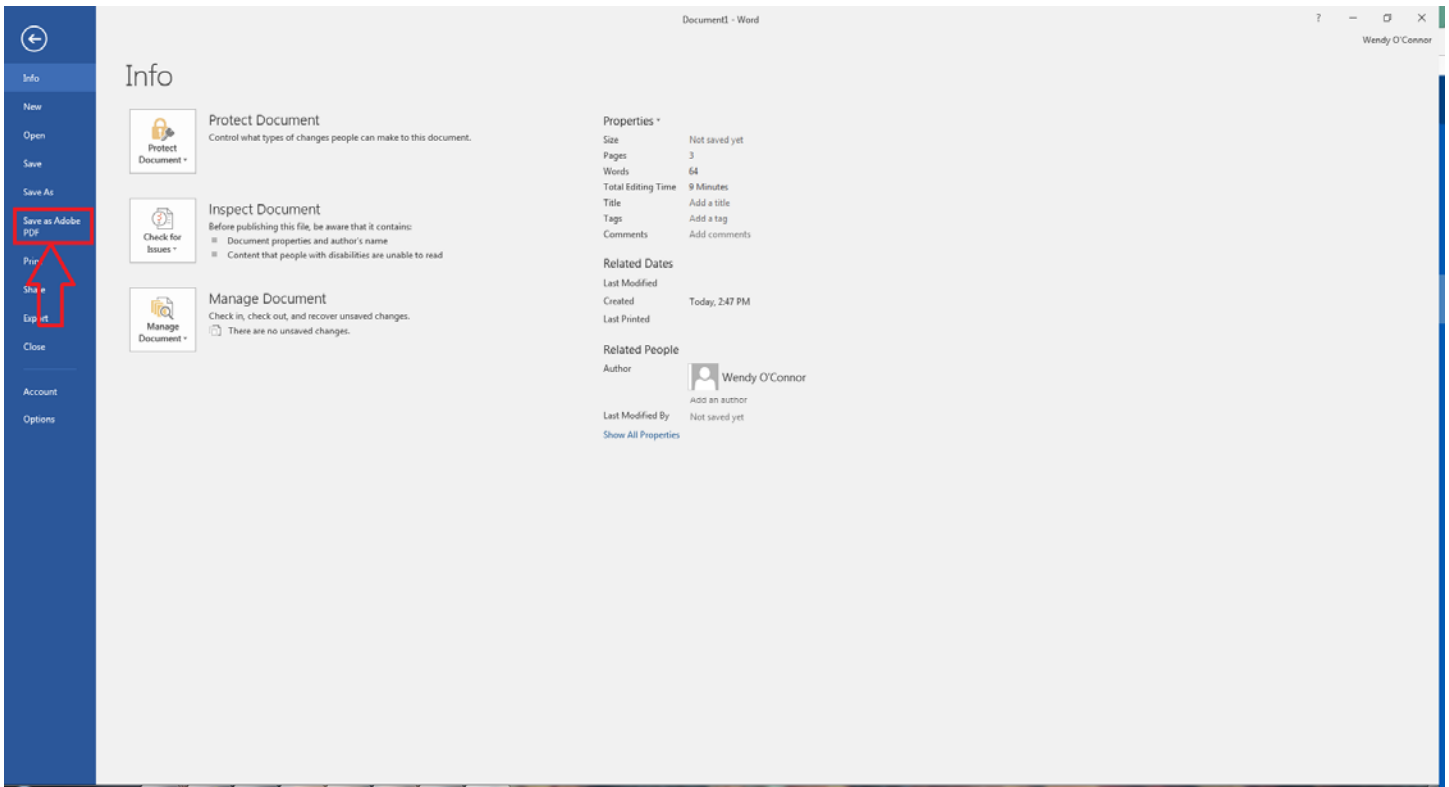 Document1 - Word
?
Wendy O'Connor
Info
New
Open
Save
Save As
Save as Adobe
PDF
Print
Share
Export
Close
Account
Options
Info
Protect
Document
Protect Document
Control what types of changes people can make to this document.
Check for
Issues
Inspect Document
Before publishing this file, be aware that it contains:
Document properties and author's name
Content that people with disabilities are unable to read
Manage
Document
Manage Document
Check in, check out, and recover unsaved changes.
There are no unsaved changes.
Properties
Size Not saved yet
Pages 3
Words 64
Total Editing Time 9 Minutes
Title Add a title
Tags Add a tag
Comments Add comments
Related Dates
Last Modified
Created Today, 2:47 PM
Last Printed
Related People
Author Wendy O'Connor
Add an author
Last Modified By Not saved yet
Show All Properties